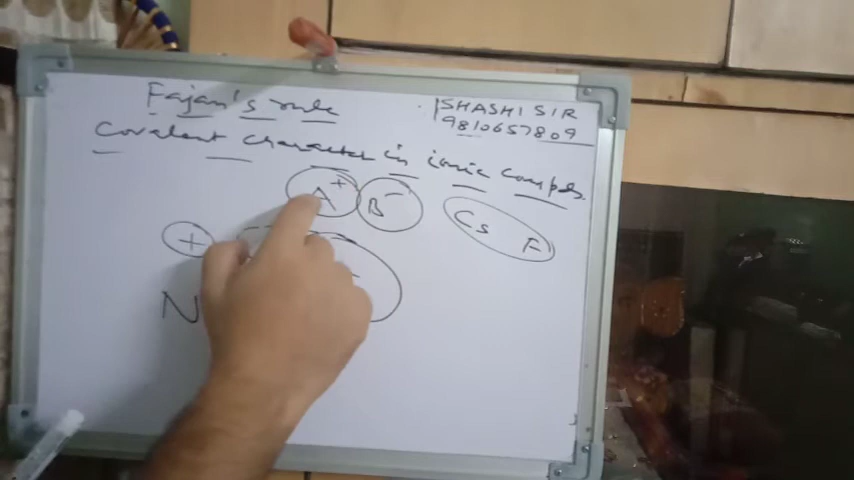 Fajan's rule
SHASHI SIR
9810657809
Covalent character in ionic compds.
A+ B-
Cs F
+
N